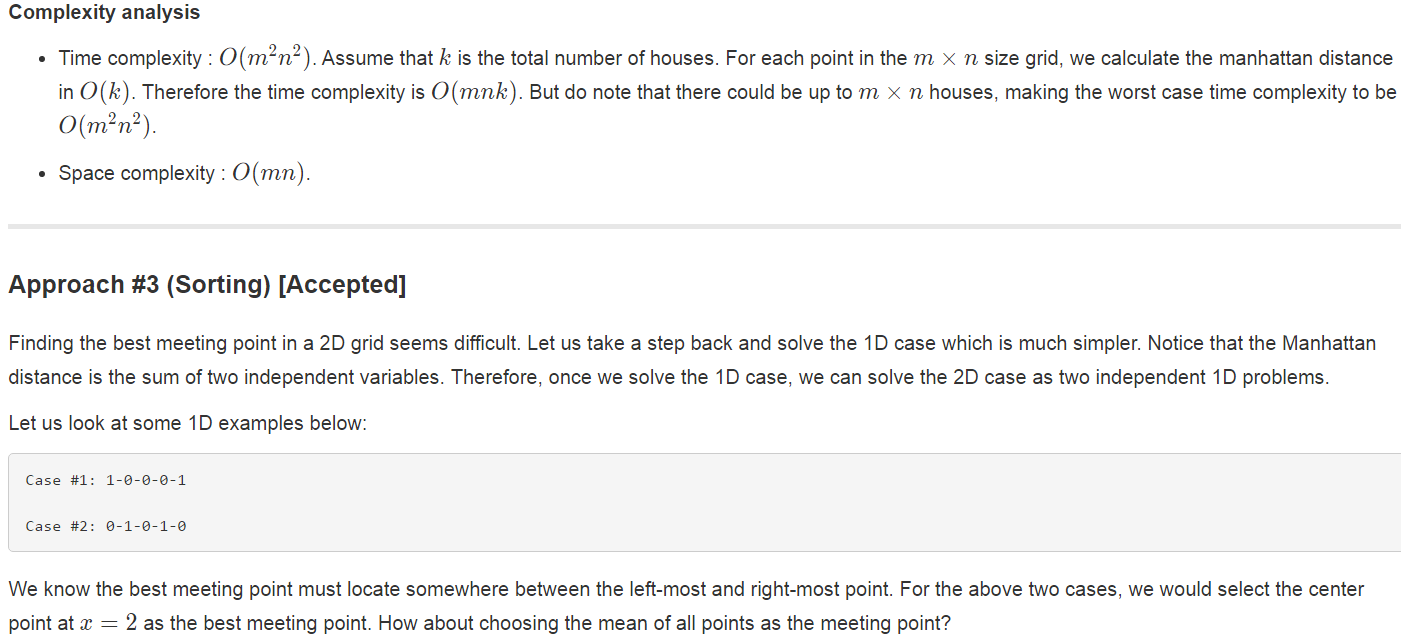 Complexity analysis
• Time complexity : O(m²n²). Assume that k is the total number of houses. For each point in the m × n size grid, we calculate the manhattan distance
in O(k). Therefore the time complexity is O(mnk). But do note that there could be up to m × n houses, making the worst case time complexity to be
O(m²n²).
• Space complexity : O(mn).
Approach #3 (Sorting) [Accepted]
Finding the best meeting point in a 2D grid seems difficult. Let us take a step back and solve the 1D case which is much simpler. Notice that the Manhattan
distance is the sum of two independent variables. Therefore, once we solve the 1D case, we can solve the 2D case as two independent 1D problems.
Let us look at some 1D examples below:
Case #1: 1-0-0-0-1
Case #2: 0-1-0-1-0
We know the best meeting point must locate somewhere between the left-most and right-most point. For the above two cases, we would select the center
point at x = 2 as the best meeting point. How about choosing the mean of all points as the meeting point?